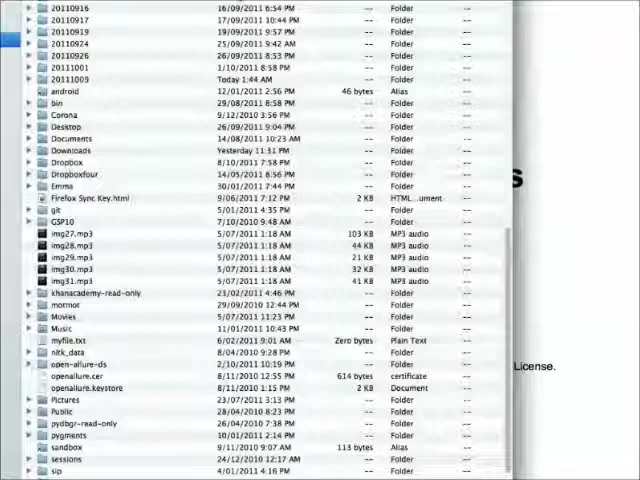 20110916 16/09/2011 6:54 PM -- Folder --
20110917 17/09/2011 10:44 PM -- Folder --
20110919 19/09/2011 9:57 PM -- Folder --
20110924 25/09/2011 9:42 AM -- Folder --
20110926 26/09/2011 8:53 PM -- Folder --
20111001 1/10/2011 8:58 PM -- Folder --
20111009 Today 1:44 AM -- Folder --
android 12/01/2011 2:56 PM 46 bytes Alias --
bin 29/08/2011 8:58 PM -- Folder --
Corona 9/12/2010 3:56 PM -- Folder --
Desktop 26/09/2011 9:04 PM -- Folder --
Documents 14/08/2011 10:23 AM -- Folder --
Downloads Yesterday 11:31 PM -- Folder --
Dropbox 8/10/2011 7:58 PM -- Folder --
Dropboxfour 14/05/2011 8:56 PM -- Folder --
Emma 30/01/2011 7:44 PM -- Folder --
Firefox Sync Key.html 9/06/2011 7:12 PM 2 KB HTML...ument --
git 5/01/2011 4:35 PM -- Folder --
GSP10 7/10/2010 9:48 AM -- Folder --
img27.mp3 5/07/2011 1:18 AM 103 KB MP3 audio --
img28.mp3 5/07/2011 1:18 AM 44 KB MP3 audio --
img29.mp3 5/07/2011 1:18 AM 21 KB MP3 audio --
img30.mp3 5/07/2011 1:18 AM 32 KB MP3 audio --
img31.mp3 5/07/2011 1:18 AM 41 KB MP3 audio --
khanacademy-read-only 23/02/2011 4:46 PM -- Folder --
motmot 29/09/2010 12:44 PM -- Folder --
Movies 5/07/2011 11:23 PM -- Folder --
Music 11/01/2011 10:43 PM -- Folder --
myfile.txt 6/02/2011 9:01 AM Zero bytes Plain Text --
nltk_data 8/04/2010 9:28 PM -- Folder --
open-allure-ds 2/10/2011 10:19 PM -- Folder --
openallure.cer 8/11/2010 12:55 PM 614 bytes certificate --
openallure.keystore 8/11/2010 1:15 PM 2 KB Document --
Pictures 23/07/2011 3:13 PM -- Folder --
Public 28/04/2010 8:23 PM -- Folder --
pydbgr-read-only 26/04/2010 7:38 PM -- Folder --
pygments 10/01/2011 2:14 PM -- Folder --
sandbox 9/11/2010 9:07 AM 113 bytes Alias --
sessions 24/12/2010 12:17 AM -- Folder --
sip 4/01/2011 4:16 PM -- Folder --
s
License.